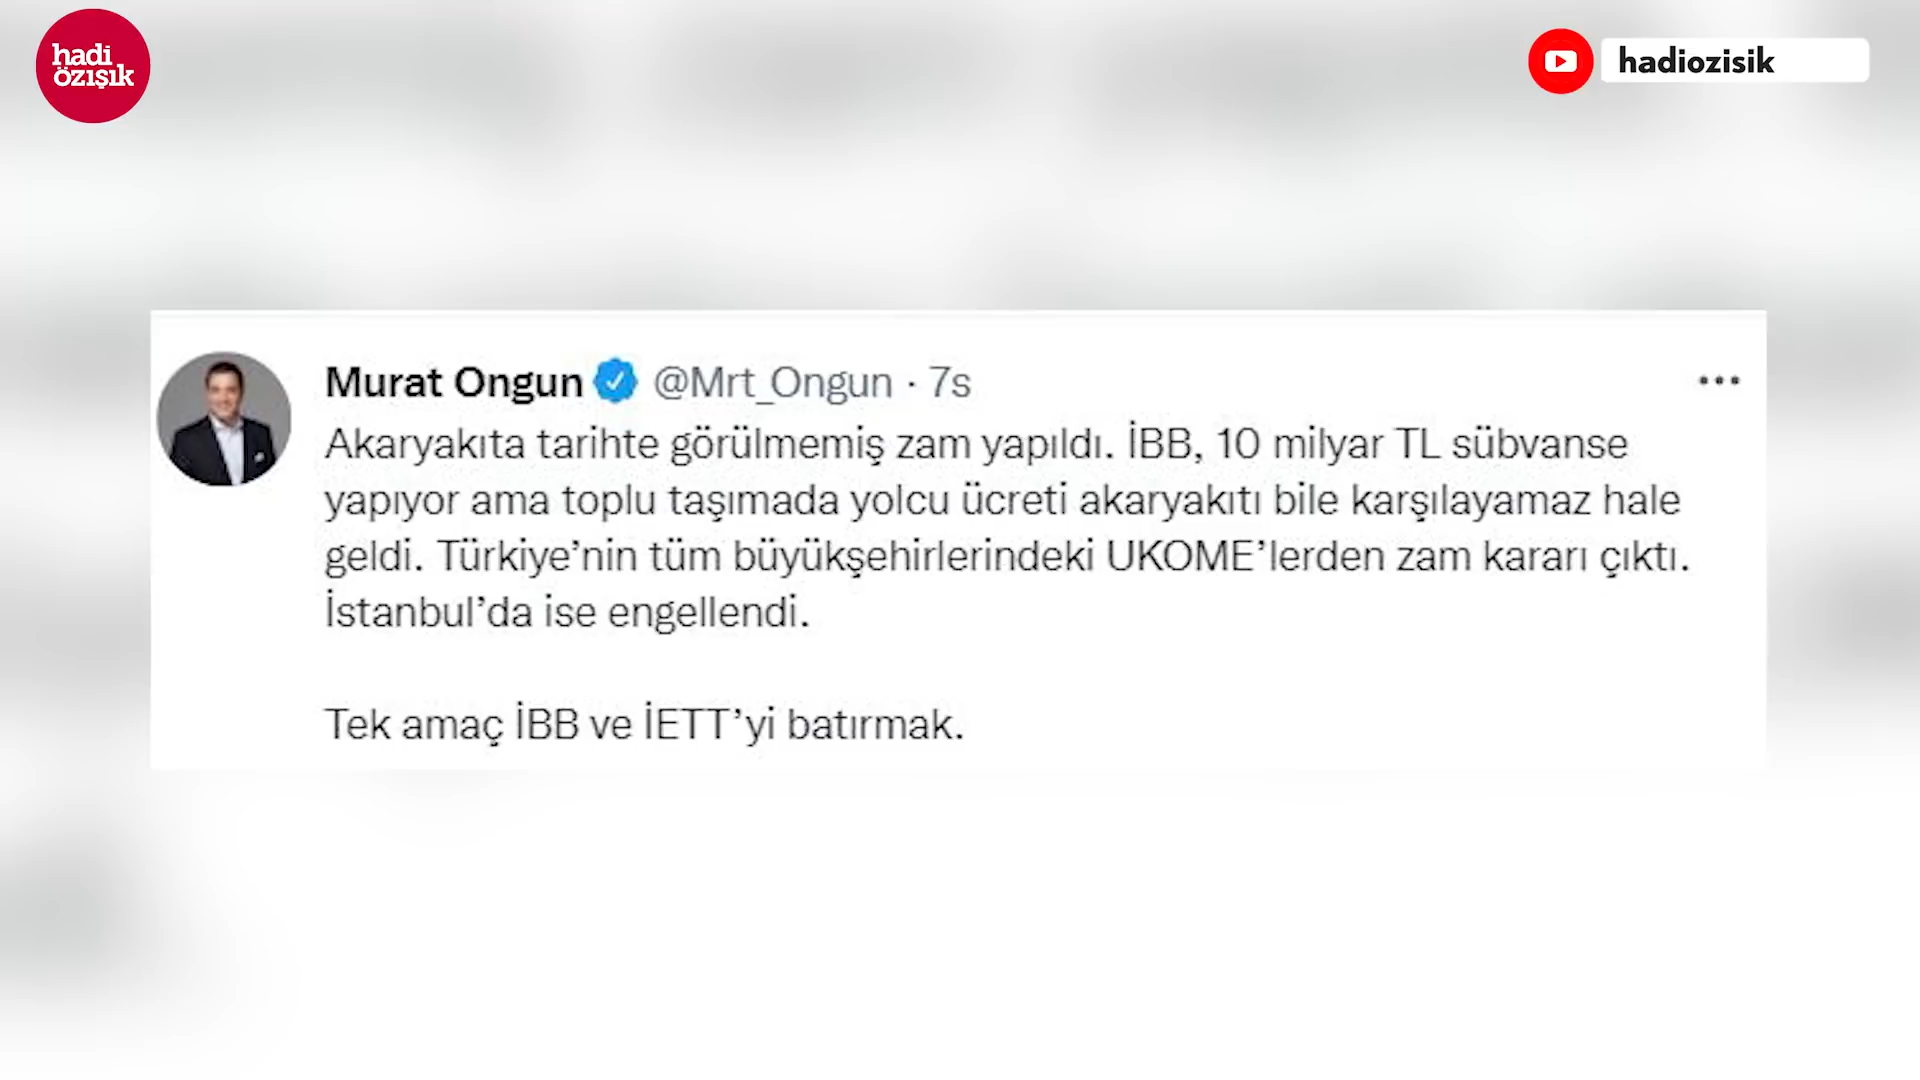 hadi
özışık
hadiozisik
Murat Ongun @Mrt_Ongun · 7s
Akaryakıta tarihte görülmemiş zam yapıldı. İBB, 10 milyar TL sübvanse
yapıyor ama toplu taşımada yolcu ücreti akaryakıtı bile karşılayamaz hale
geldi. Türkiye’nin tüm büyükşehirlerindeki UKOME’lerden zam kararı çıktı.
İstanbul’da ise engellendi.
Tek amaç İBB ve İETT’yi batırmak.